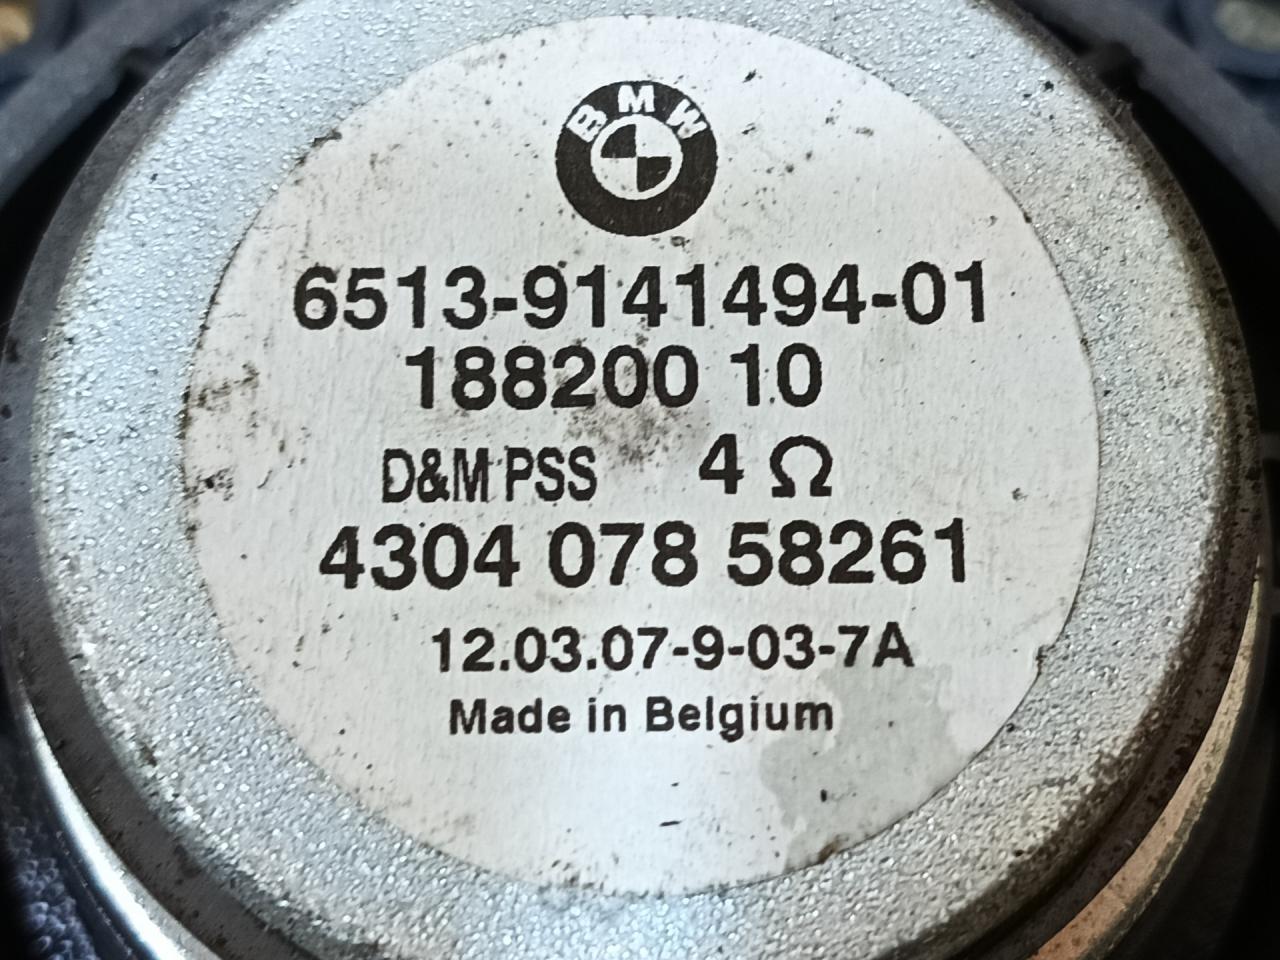 BMW
6513-9141494-01
188200 10
D&M PSS 4 Ω
4304 078 58261
12.03.07-9-03-7A
Made in Belgium